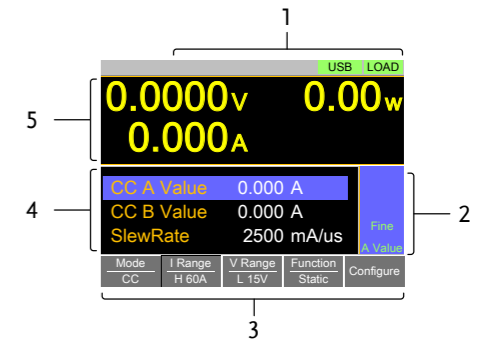 1
USB LOAD
0.0000V 0.00W
5
0.000A
CC A Value 0.000 A
4
CC B Value 0.000 A
2
Fine
SlewRate 2500 mA/us
A Value
Mode I Range V Range Function Configure
CC H 60A L 15V Static
3